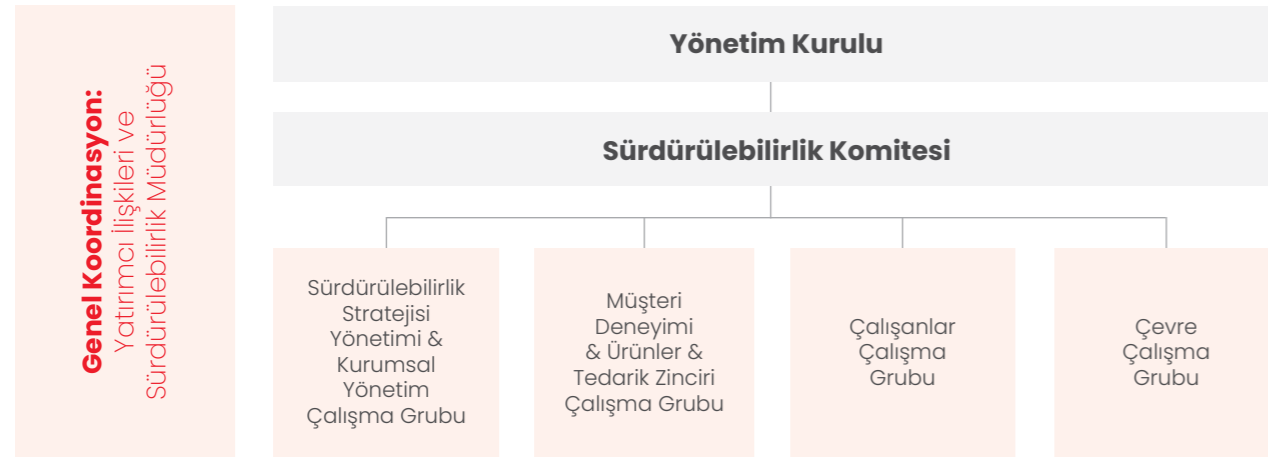 Genel Koordinasyon:
Yatırımcı İlişkileri ve
Sürdürülebilirlik Müdürlüğü
Yönetim Kurulu
Sürdürülebilirlik Komitesi
Sürdürülebilirlik
Stratejisi
Yönetimi &
Kurumsal
Yönetim
Çalışma Grubu
Müşteri
Deneyimi
& Ürünler &
Tedarik Zinciri
Çalışma Grubu
Çalışanlar
Çalışma
Grubu
Çevre
Çalışma
Grubu